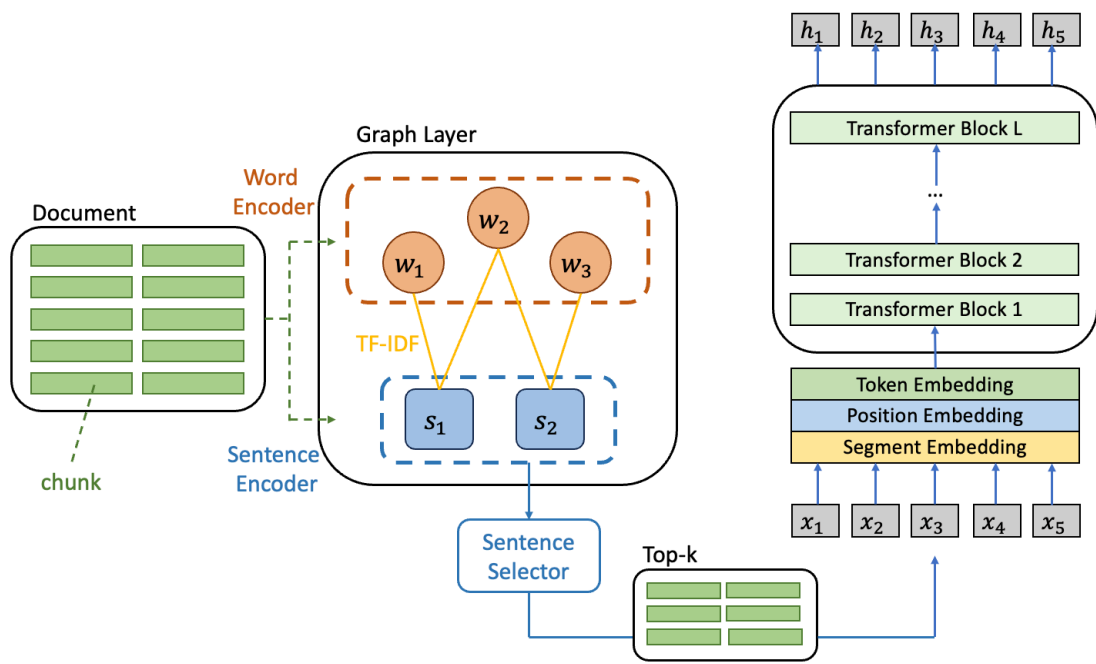 Document
chunk
Graph Layer
Word
Encoder
w₁
w₂
w₃
TF-IDF
s₁
s₂
Sentence
Encoder
Sentence
Selector
Top-k
h₁ h₂ h₃ h₄ h₅
Transformer Block L
...
Transformer Block 2
Transformer Block 1
Token Embedding
Position Embedding
Segment Embedding
x₁ x₂ x₃ x₄ x₅